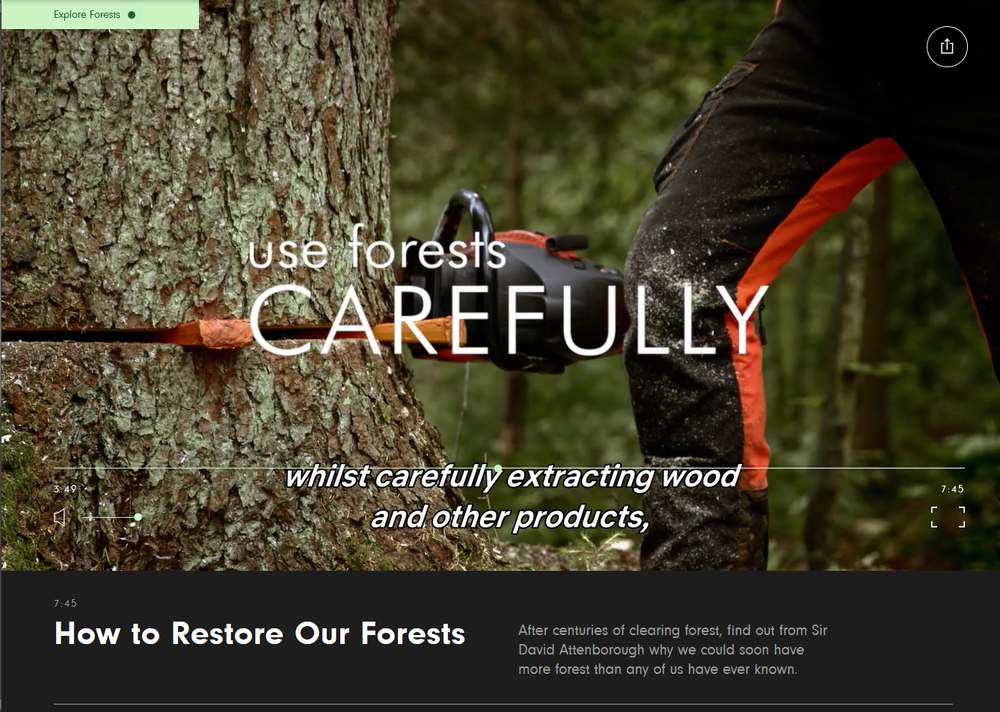 Explore Forests
use forests
CAREFULLY
whilst carefully extracting wood
and other products,
3:49
7:45
7:45
How to Restore Our Forests
After centuries of clearing forest, find out from Sir
David Attenborough why we could soon have
more forest than any of us have ever known.